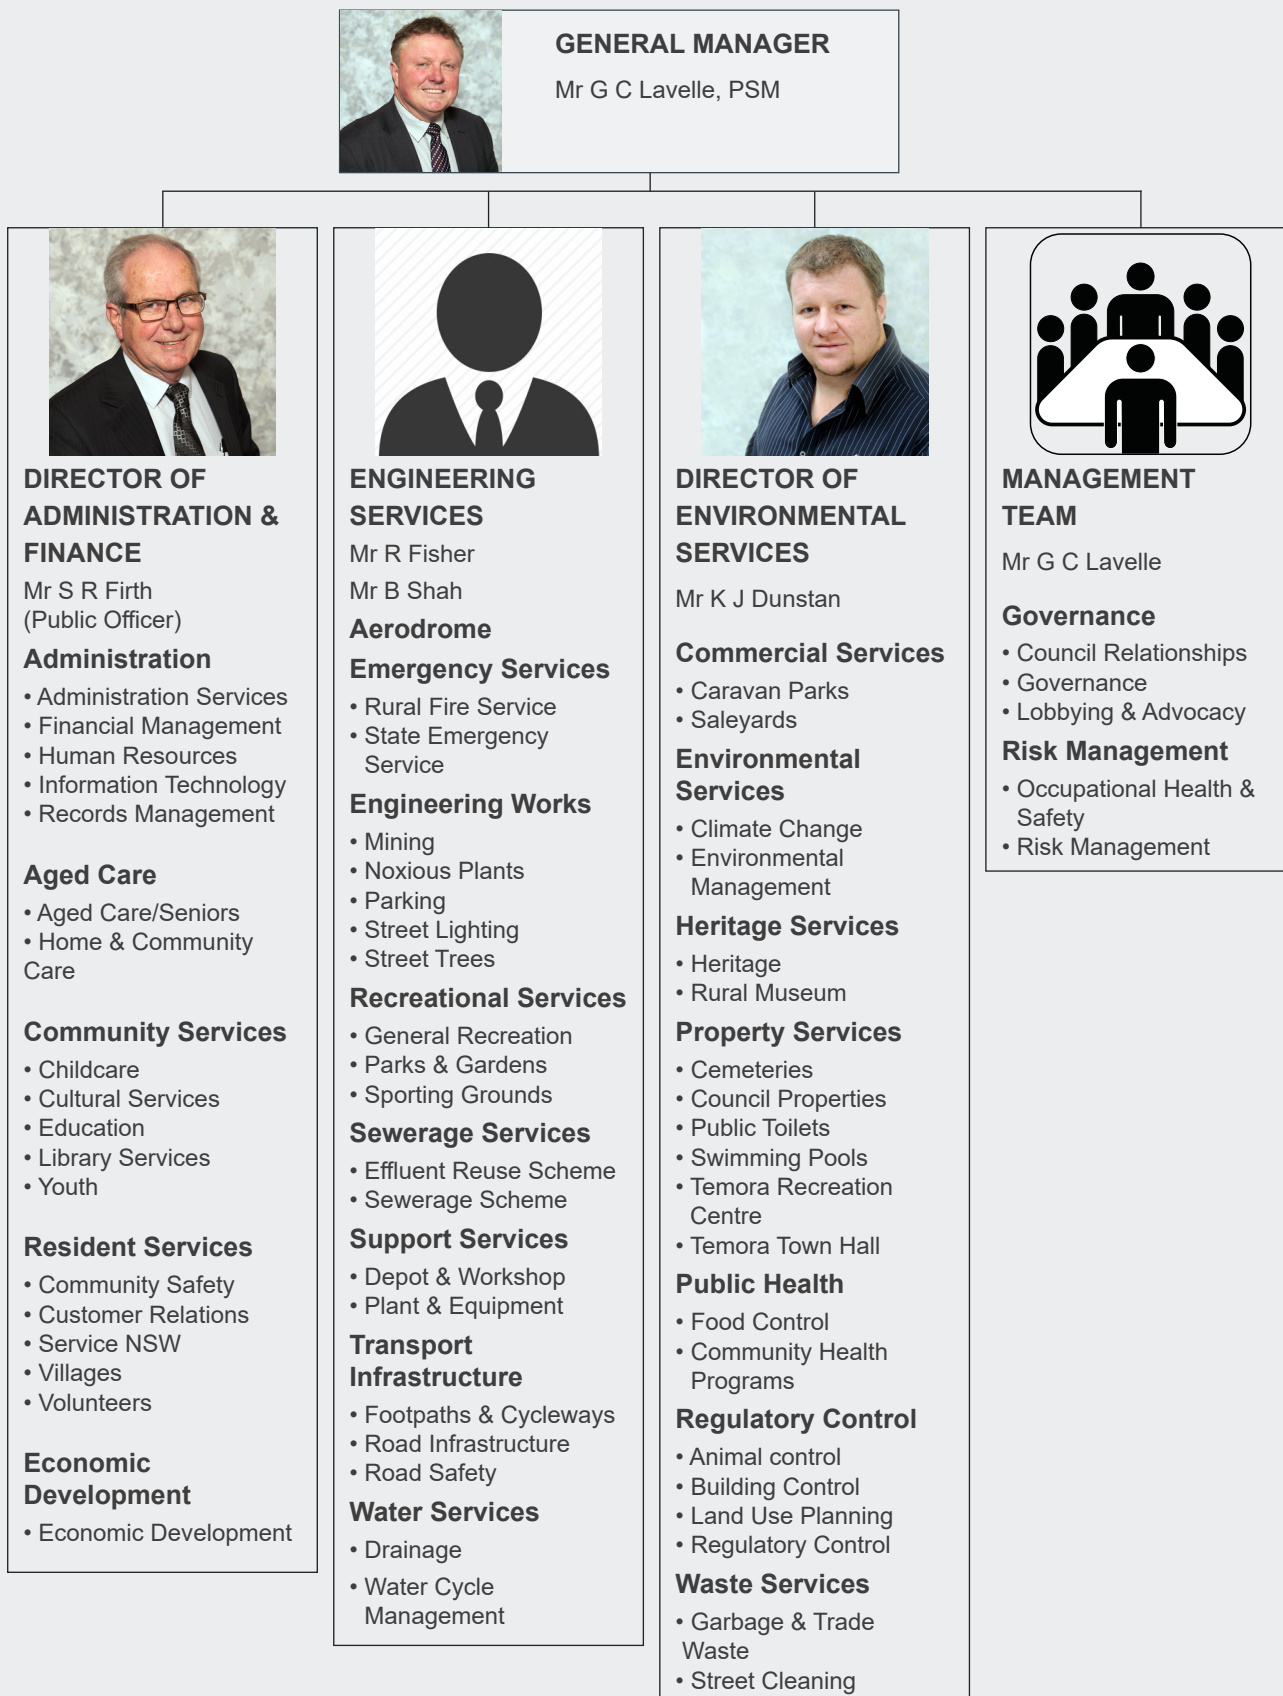 GENERAL MANAGER
Mr G C Lavelle, PSM
DIRECTOR OF
ADMINISTRATION &
FINANCE
Mr S R Firth
(Public Officer)
Administration
• Administration Services
• Financial Management
• Human Resources
• Information Technology
• Records Management
Aged Care
• Aged Care/Seniors
• Home & Community
Care
Community Services
• Childcare
• Cultural Services
• Education
• Library Services
• Youth
Resident Services
• Community Safety
• Customer Relations
• Service NSW
• Villages
• Volunteers
Economic
Development
• Economic Development
ENGINEERING
SERVICES
Mr R Fisher
Mr B Shah
Aerodrome
Emergency Services
• Rural Fire Service
• State Emergency
Service
Engineering Works
• Mining
• Noxious Plants
• Parking
• Street Lighting
• Street Trees
Recreational Services
• General Recreation
• Parks & Gardens
• Sporting Grounds
Sewerage Services
• Effluent Reuse Scheme
• Sewerage Scheme
Support Services
• Depot & Workshop
• Plant & Equipment
Transport
Infrastructure
• Footpaths & Cycleways
• Road Infrastructure
• Road Safety
Water Services
• Drainage
• Water Cycle
Management
DIRECTOR OF
ENVIRONMENTAL
SERVICES
Mr K J Dunstan
Commercial Services
• Caravan Parks
• Saleyards
Environmental
Services
• Climate Change
• Environmental
Management
Heritage Services
• Heritage
• Rural Museum
Property Services
• Cemeteries
• Council Properties
• Public Toilets
• Swimming Pools
• Temora Recreation
Centre
• Temora Town Hall
Public Health
• Food Control
• Community Health
Programs
Regulatory Control
• Animal control
• Building Control
• Land Use Planning
• Regulatory Control
Waste Services
• Garbage & Trade
Waste
• Street Cleaning
MANAGEMENT
TEAM
Mr G C Lavelle
Governance
• Council Relationships
• Governance
• Lobbying & Advocacy
Risk Management
• Occupational Health &
Safety
• Risk Management